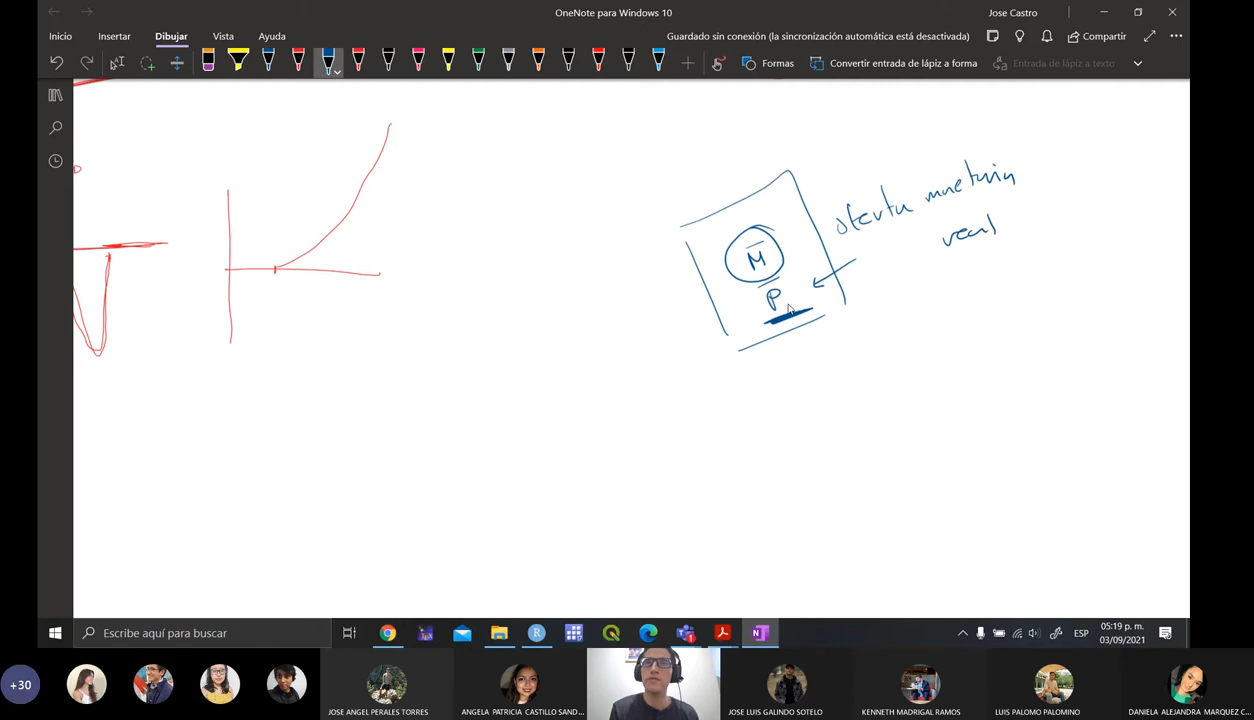 OneNote para Windows 10
Jose Castro
Inicio Insertar Dibujar Vista Ayuda
Guardado sin conexión (la sincronización automática está desactivada)
Compartir
Formas
Convertir entrada de lápiz a forma
Entrada de lápiz a texto
oferta monetaria
real
M
P
Escribe aquí para buscar
ESP
05:19 p. m.
03/09/2021
+30
JOSE ANGEL PERALES TORRES
ANGELA PATRICIA CASTILLO SAND...
JOSE LUIS GALINDO SOTELO
KENNETH MADRIGAL RAMOS
LUIS PALOMO PALOMINO
DANIELA ALEJANDRA MARQUEZ C...